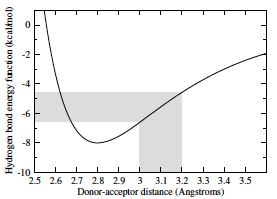 Hydrogen bond energy function (kcal/mol)
0
-2
-4
-6
-8
-10
2.5 2.6 2.7 2.8 2.9 3 3.1 3.2 3.3 3.4 3.5
Donor-acceptor distance (Angstroms)